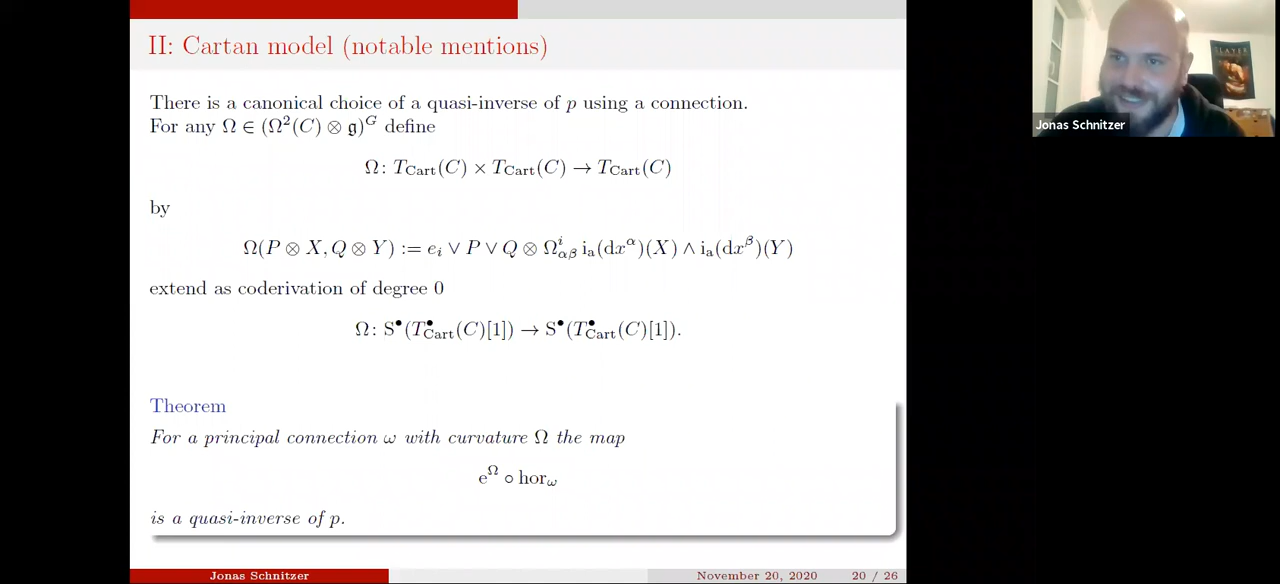 II: Cartan model (notable mentions)
There is a canonical choice of a quasi-inverse of p using a connection.
For any Ω ∈ (Ω²(C) ⊗ 𝔤)^G define
Ω: T_Cart(C) × T_Cart(C) → T_Cart(C)
by
Ω(P ⊗ X, Q ⊗ Y) := e_i ∨ P ∨ Q ⊗ Ω^i_{αβ} i_a(dx^α)(X) ∧ i_a(dx^β)(Y)
extend as coderivation of degree 0
Ω: S^•(T^•_Cart(C)[1]) → S^•(T^•_Cart(C)[1]).
Theorem
For a principal connection ω with curvature Ω the map
e^Ω ∘ hor_ω
is a quasi-inverse of p.
Jonas Schnitzer November 20, 2020 20 / 26
SLAYER
Jonas Schnitzer